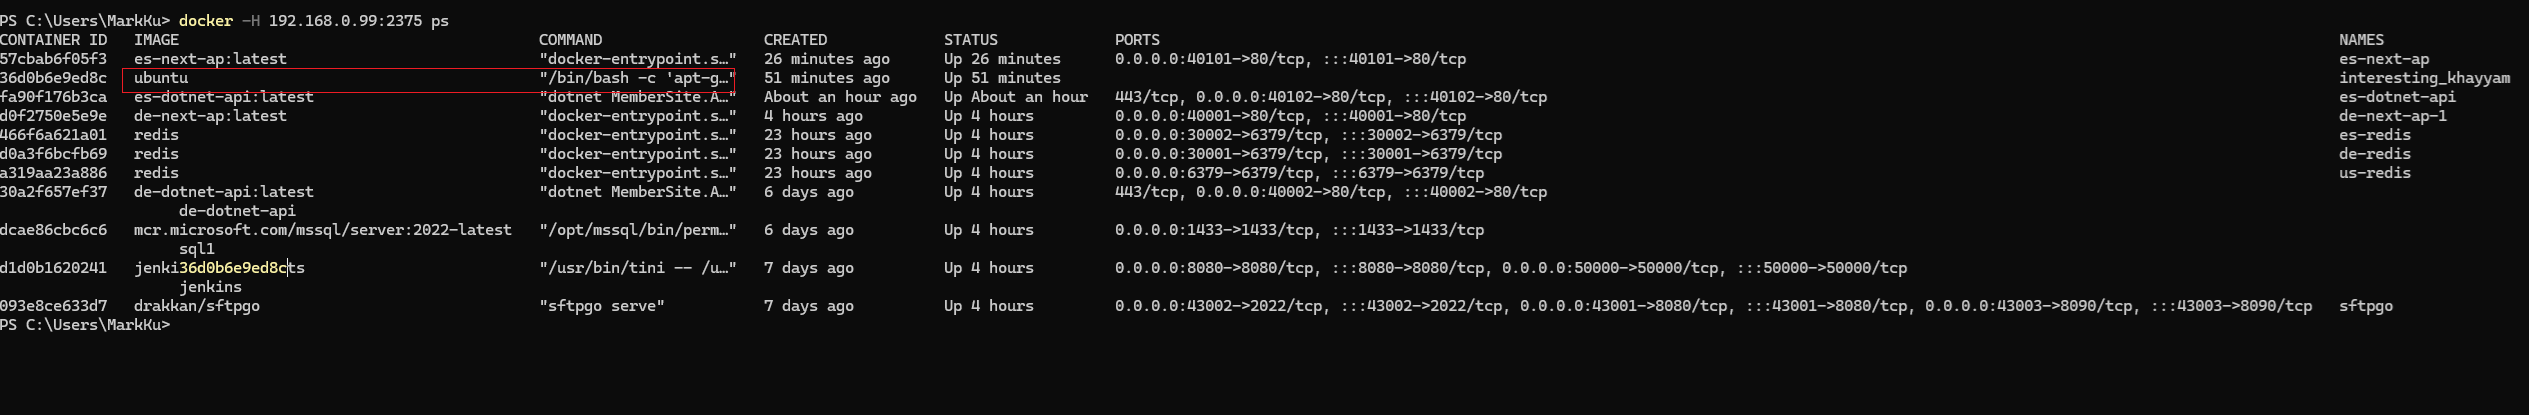 PS C:\Users\MarkKu> docker -H 192.168.0.99:2375 ps
CONTAINER ID   IMAGE                                        COMMAND                  CREATED             STATUS             PORTS                                                                                                                                  NAMES
57cbab6f05f3   es-next-ap:latest                            "docker-entrypoint.s…"   26 minutes ago      Up 26 minutes      0.0.0.0:40101->80/tcp, :::40101->80/tcp                                                                                                es-next-ap
36d0b6e9ed8c   ubuntu                                       "/bin/bash -c 'apt-g…"   51 minutes ago      Up 51 minutes                                                                                                                                             interesting_khayyam
fa90f176b3ca   es-dotnet-api:latest                         "dotnet MemberSite.A…"   About an hour ago   Up About an hour   443/tcp, 0.0.0.0:40102->80/tcp, :::40102->80/tcp                                                                                       es-dotnet-api
d0f2750e5e9e   de-next-ap:latest                            "docker-entrypoint.s…"   4 hours ago         Up 4 hours         0.0.0.0:40001->80/tcp, :::40001->80/tcp                                                                                                de-next-ap-1
466f6a621a01   redis                                        "docker-entrypoint.s…"   23 hours ago        Up 4 hours         0.0.0.0:30002->6379/tcp, :::30002->6379/tcp                                                                                            es-redis
d0a3f6bcfb69   redis                                        "docker-entrypoint.s…"   23 hours ago        Up 4 hours         0.0.0.0:30001->6379/tcp, :::30001->6379/tcp                                                                                            de-redis
a319aa23a886   redis                                        "docker-entrypoint.s…"   23 hours ago        Up 4 hours         0.0.0.0:6379->6379/tcp, :::6379->6379/tcp                                                                                              us-redis
30a2f657ef37   de-dotnet-api:latest                         "dotnet MemberSite.A…"   6 days ago          Up 4 hours         443/tcp, 0.0.0.0:40002->80/tcp, :::40002->80/tcp
de-dotnet-api
dcae86cbc6c6   mcr.microsoft.com/mssql/server:2022-latest   "/opt/mssql/bin/perm…"   6 days ago          Up 4 hours         0.0.0.0:1433->1433/tcp, :::1433->1433/tcp
sql1
d1d0b1620241   jenki36d0b6e9ed8cts                          "/usr/bin/tini -- /u…"   7 days ago          Up 4 hours         0.0.0.0:8080->8080/tcp, :::8080->8080/tcp, 0.0.0.0:50000->50000/tcp, :::50000->50000/tcp
jenkins
093e8ce633d7   drakkan/sftpgo                               "sftpgo serve"           7 days ago          Up 4 hours         0.0.0.0:43002->2022/tcp, :::43002->2022/tcp, 0.0.0.0:43001->8080/tcp, :::43001->8080/tcp, 0.0.0.0:43003->8090/tcp, :::43003->8090/tcp   sftpgo
PS C:\Users\MarkKu>